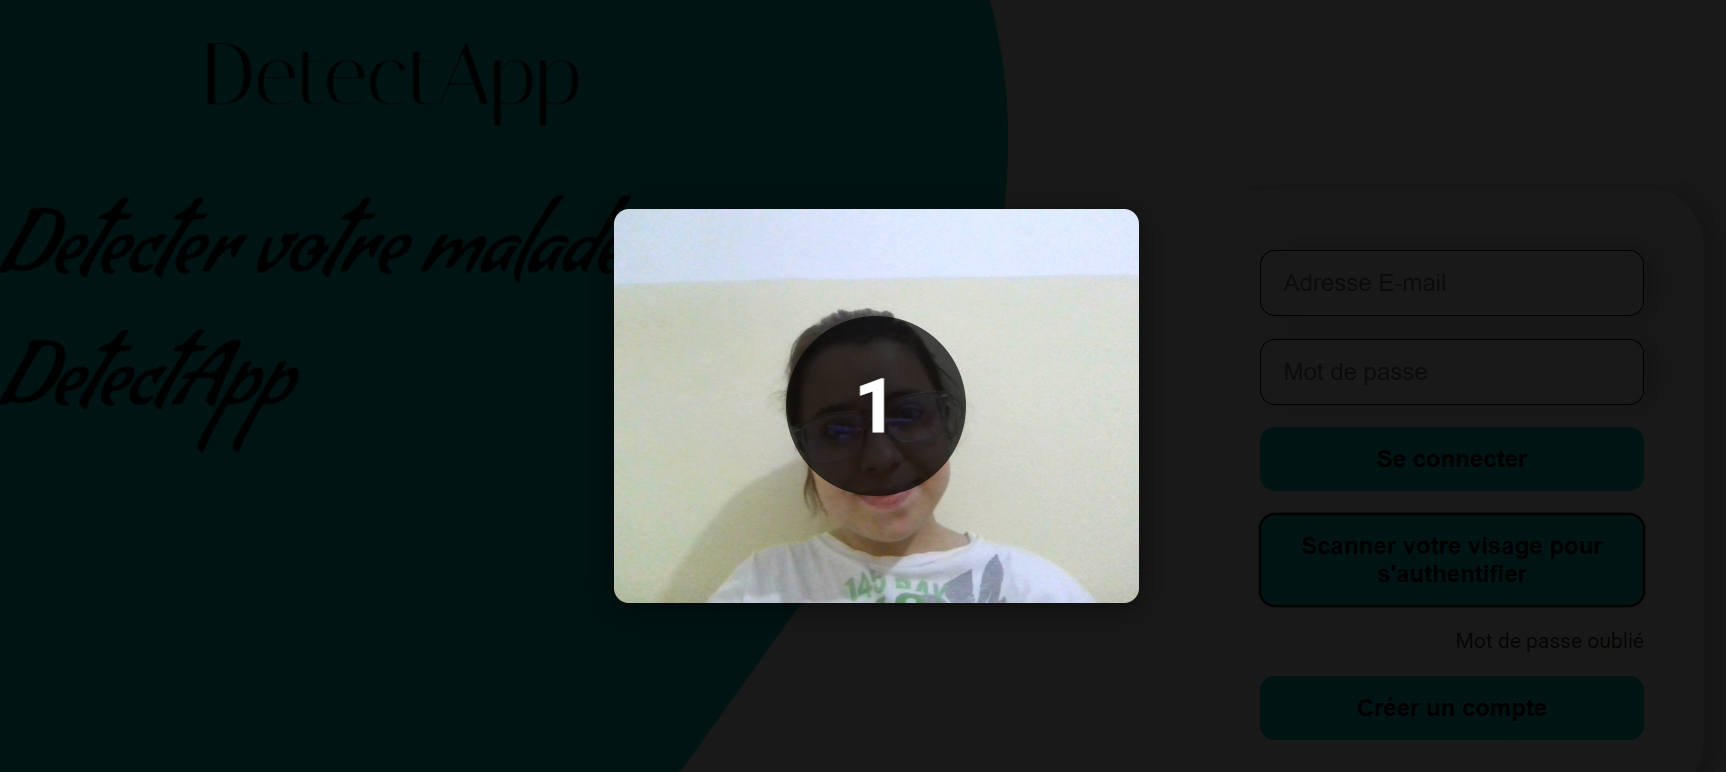 DetectApp
Detecter votre malad
DetectApp
1
Adresse E-mail
Mot de passe
Se connecter
Scanner votre visage pour
s'authentifier
Mot de passe oublié
Créer un compte